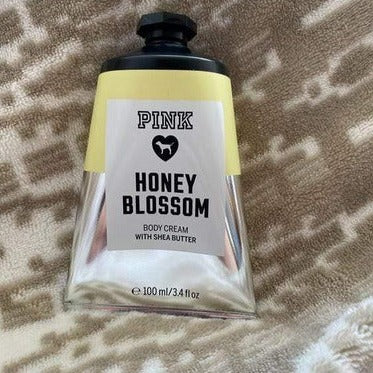 PINK
HONEY
BLOSSOM
BODY CREAM
WITH SHEA BUTTER
℮ 100 ml/3.4 fl oz